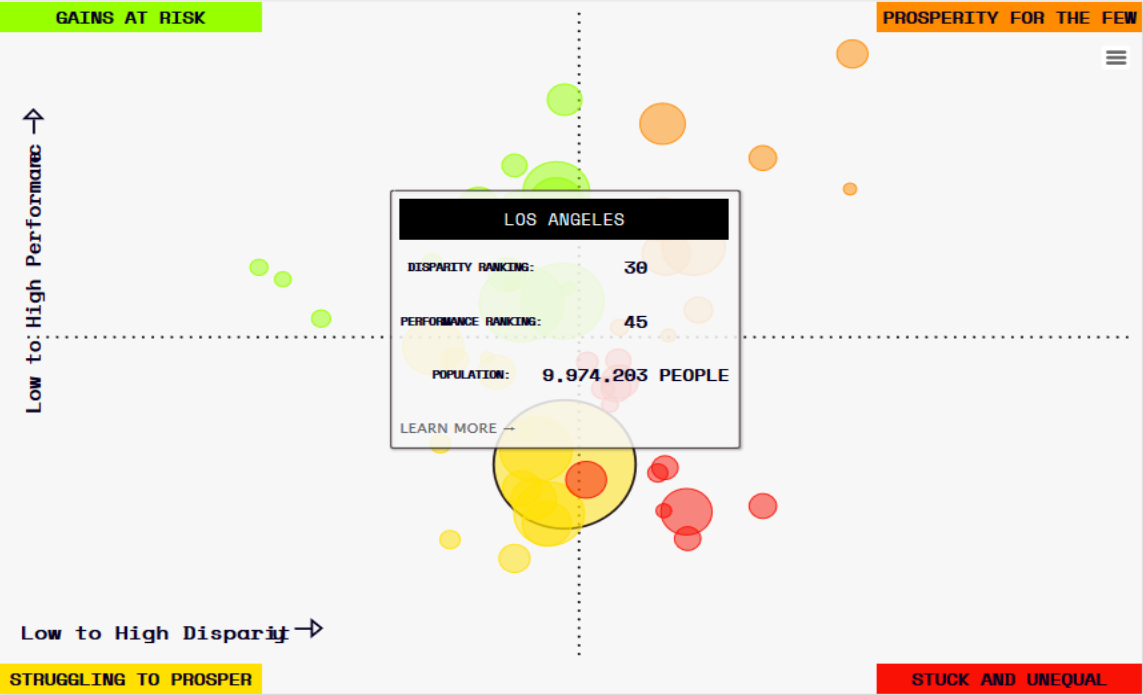 GAINS AT RISK
PROSPERITY FOR THE FEW
Low to High Performanc
LOS ANGELES
DISPARITY RANKING: 30
PERFORMANCE RANKING: 45
POPULATION: 9.974.203 PEOPLE
LEARN MORE →
Low to High Disparity
STRUGGLING TO PROSPER
STUCK AND UNEQUAL